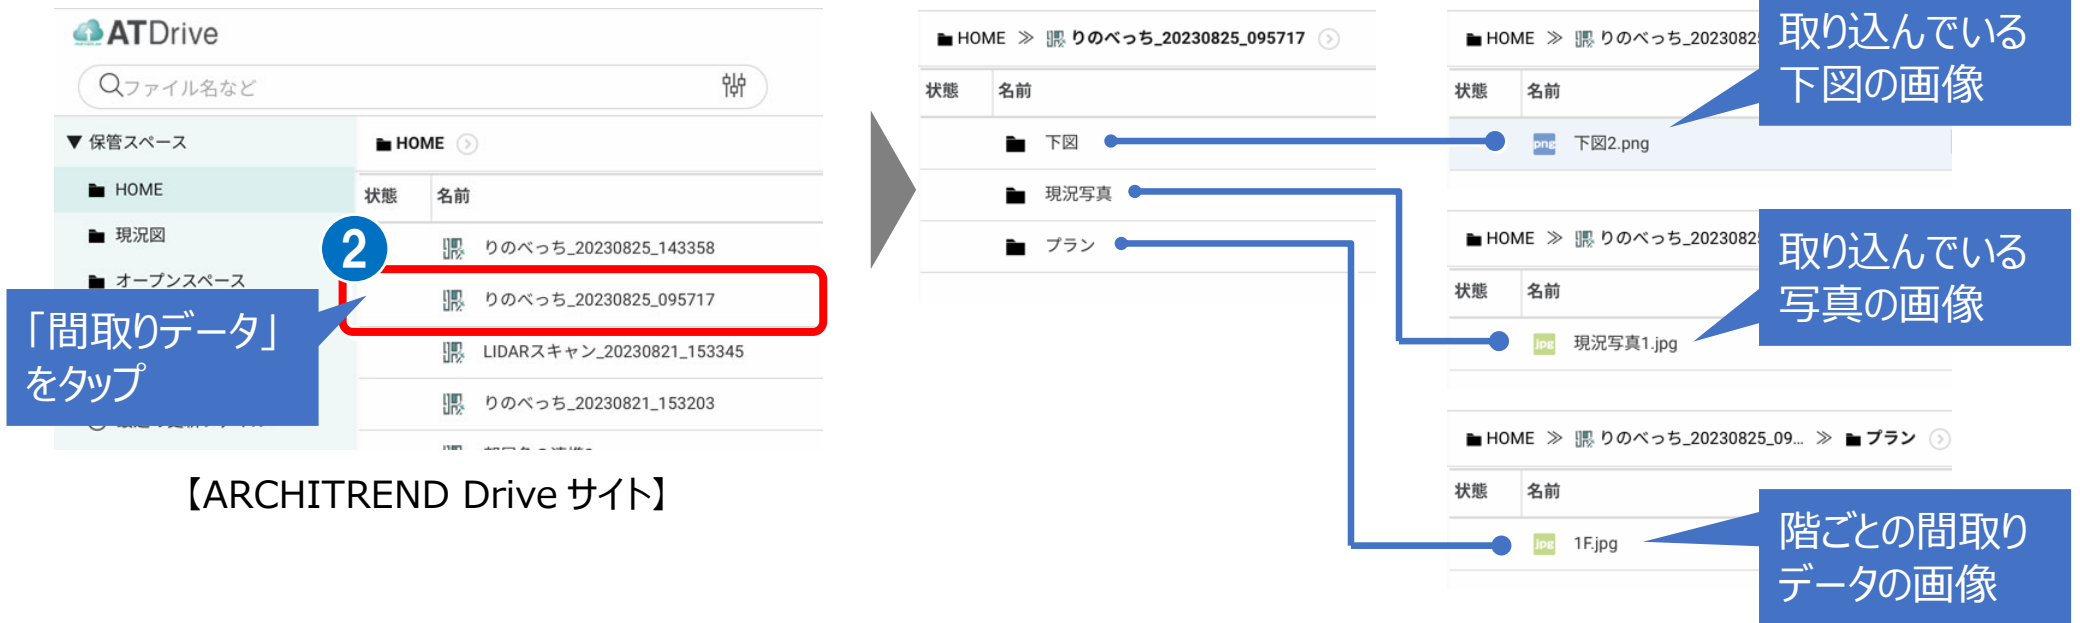 ATDrive
ファイル名など
▼ 保管スペース
HOME
現況図
オープンスペース
HOME
状態 名前
りのべっち_20230825_143358
りのべっち_20230825_095717
LIDARスキャン_20230821_153345
りのべっち_20230821_153203
2
「間取りデータ」
をタップ
【ARCHITREND Drive サイト】
HOME ≫ りのべっち_20230825_095717
状態 名前
下図
現況写真
プラン
HOME ≫ りのべっち_2023082
状態 名前
png 下図2.png
取り込んでいる
下図の画像
HOME ≫ りのべっち_2023082
状態 名前
jpg 現況写真1.jpg
取り込んでいる
写真の画像
HOME ≫ りのべっち_20230825_09... ≫ プラン
状態 名前
jpg 1F.jpg
階ごとの間取り
データの画像